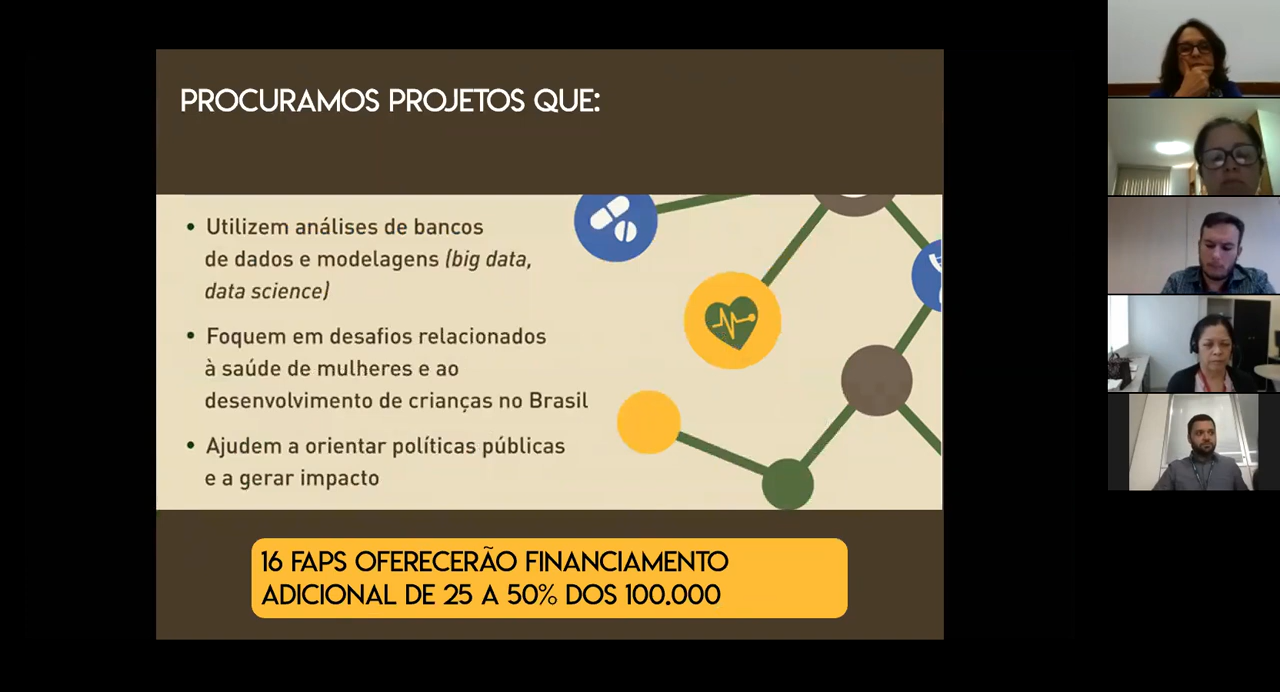 PROCURAMOS PROJETOS QUE:
• Utilizem análises de bancos
de dados e modelagens (big data,
data science)
• Foquem em desafios relacionados
à saúde de mulheres e ao
desenvolvimento de crianças no Brasil
• Ajudem a orientar políticas públicas
e a gerar impacto
16 FAPS OFERECERÃO FINANCIAMENTO
ADICIONAL DE 25 A 50% DOS 100.000